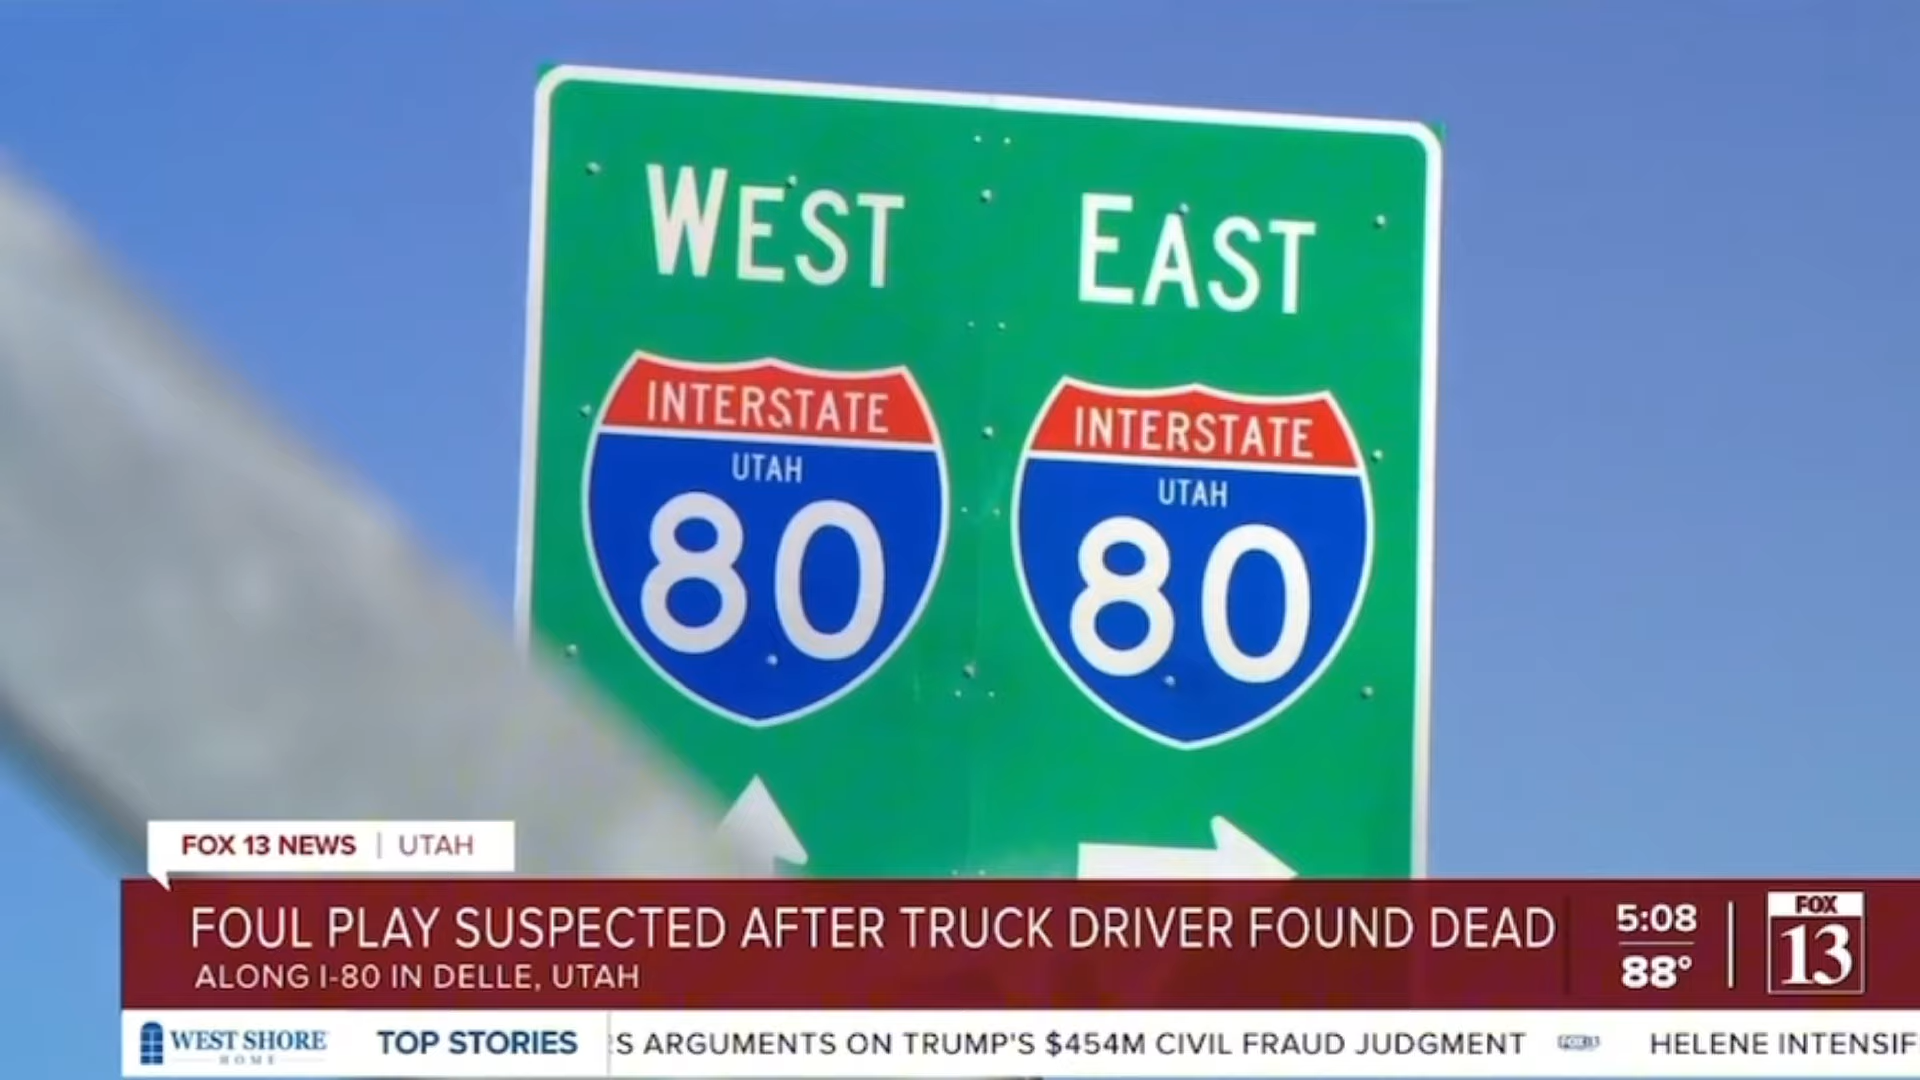 WEST EAST
INTERSTATE INTERSTATE
UTAH UTAH
80 80
FOX 13 NEWS | UTAH
FOUL PLAY SUSPECTED AFTER TRUCK DRIVER FOUND DEAD
ALONG I-80 IN DELLE, UTAH
5:08
88°
FOX
13
WEST SHORE
HOME
TOP STORIES
S ARGUMENTS ON TRUMP'S $454M CIVIL FRAUD JUDGMENT
HELENE INTENSIF